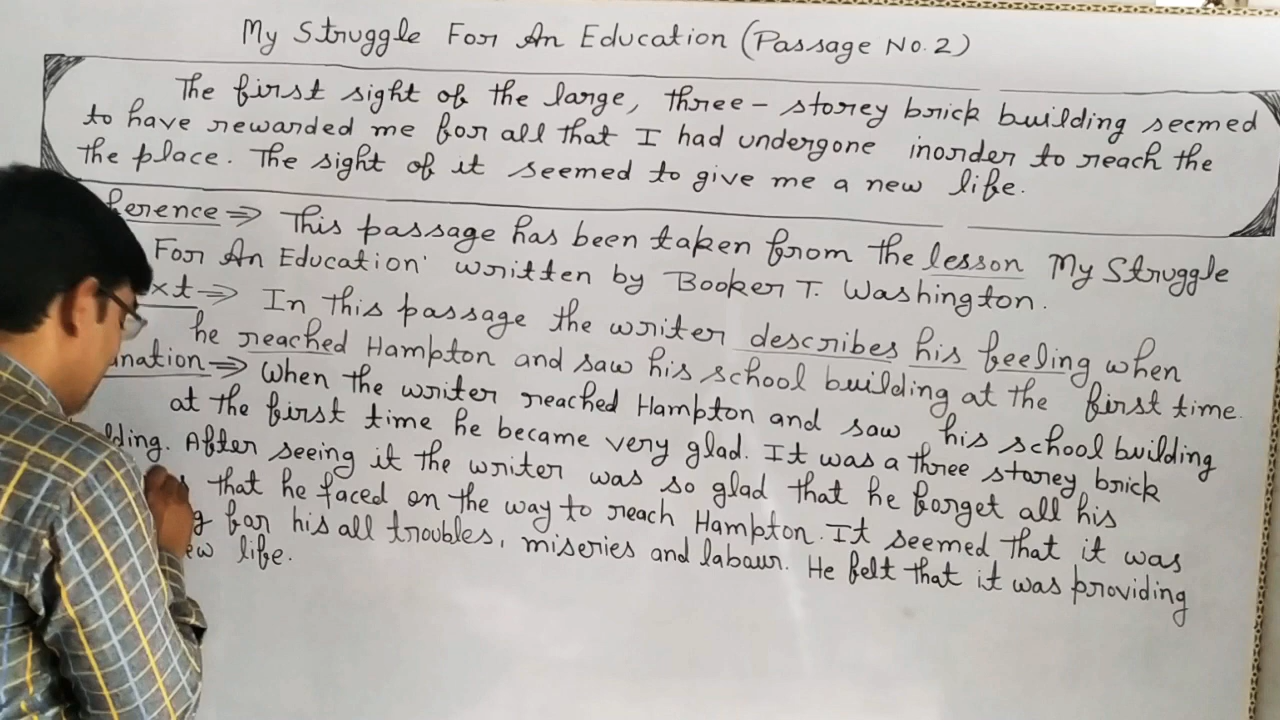 My Struggle For An Education (Passage No. 2)
The first sight of the large, three - storey brick building seemed
to have rewarded me for all that I had undergone inorder to reach the
the place. The sight of it seemed to give me a new life.
ference ⇒ This passage has been taken from the lesson My Struggle
For An Education' written by Booker T. Washington.
xt ⇒ In this passage the writer describes his feeling when
he reached Hampton and saw his school building at the first time.
nation ⇒ When the writer reached Hampton and saw his school building
at the first time he became very glad. It was a three storey brick
lding. After seeing it the writer was so glad that he forget all his
that he faced on the way to reach Hampton. It seemed that it was
g for his all troubles, miseries and labour. He felt that it was providing
ew life.